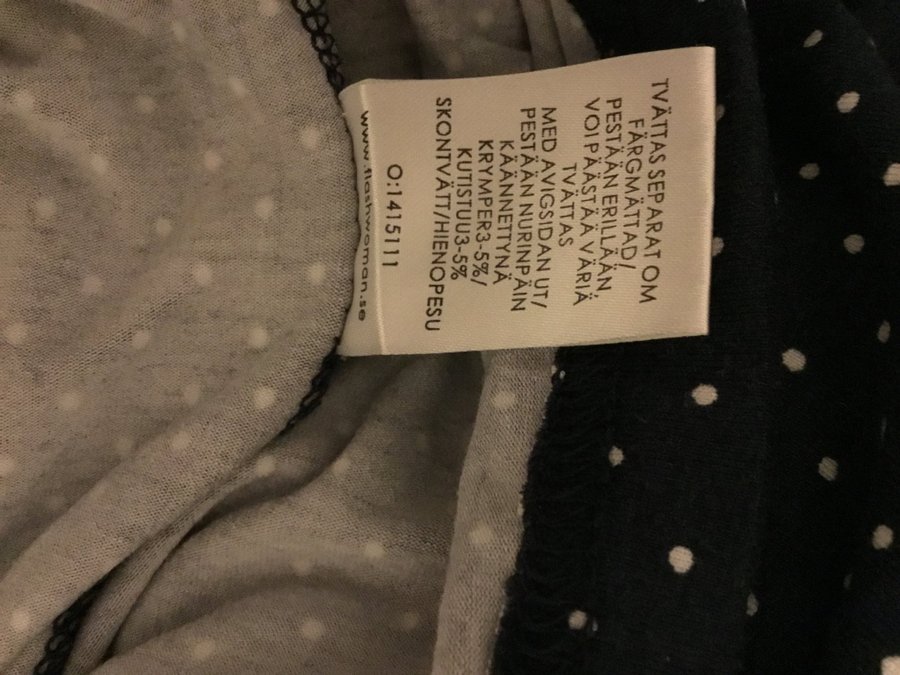 TVÄTTAS SEPARAT OM
FÄRGMÄTTAD/
PESTÄÄN ERILLÄÄN,
VOI PÄÄSTÄÄ VÄRIÄ
TVÄTTAS
MED AVIGSIDAN UT/
PESTÄÄN NURINPÄIN
KÄÄNNETTYNÄ
KRYMPER3-5%/
KUTISTUU3-5%
SKONTVÄTT/HIENOPESU
O:1415111
www.flashwoman.se